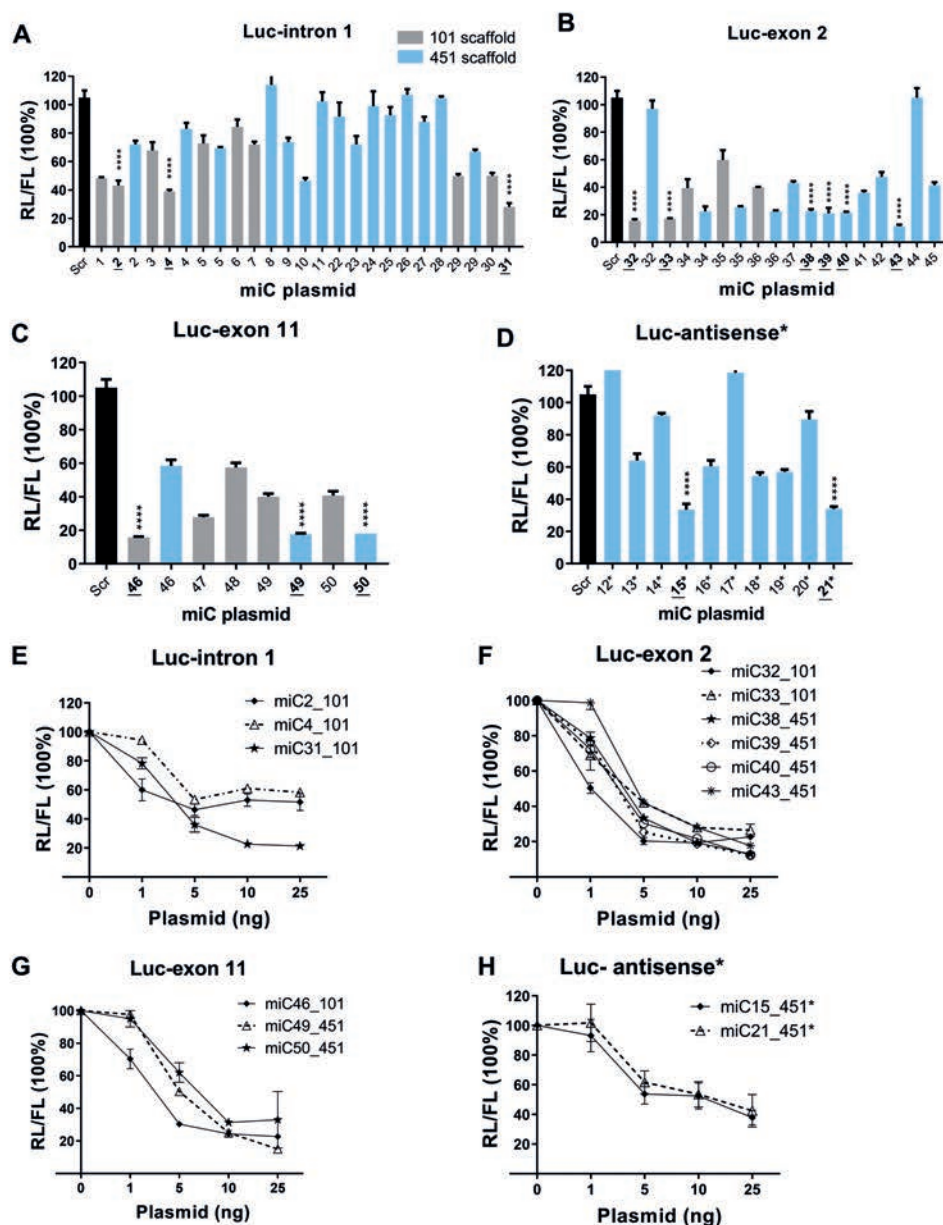 A
Luc-intron 1
101 scaffold
451 scaffold
RL/FL (100%)
120
100
80
60
40
20
0
****
****
****
Scr 1 2 2 3 4 4 5 5 6 7 8 9 10 11 22 23 24 25 26 27 28 29 29 30 31
miC plasmid
B
Luc-exon 2
RL/FL (100%)
120
100
80
60
40
20
0
****
****
****
****
****
****
Scr 32 32 33 34 34 35 35 36 36 37 38 39 40 41 42 43 44 45
miC plasmid
C
Luc-exon 11
RL/FL (100%)
120
100
80
60
40
20
0
****
****
****
Scr 46 46 47 48 49 49 50 50
miC plasmid
D
Luc-antisense*
RL/FL (100%)
120
100
80
60
40
20
0
****
****
Scr 12* 13* 14* 15* 16* 17* 18* 19* 20* 21*
miC plasmid
E
Luc-intron 1
miC2_101
miC4_101
miC31_101
RL/FL (100%)
120
100
80
60
40
20
0 1 5 10 25
Plasmid (ng)
F
Luc-exon 2
miC32_101
miC33_101
miC38_451
miC39_451
miC40_451
miC43_451
RL/FL (100%)
100
80
60
40
20
0 1 5 10 25
Plasmid (ng)
G
Luc-exon 11
miC46_101
miC49_451
miC50_451
RL/FL (100%)
100
80
60
40
20
0 1 5 10 25
Plasmid (ng)
H
Luc- antisense*
miC15_451*
miC21_451*
RL/FL (100%)
120
100
80
60
40
20
0 1 5 10 25
Plasmid (ng)